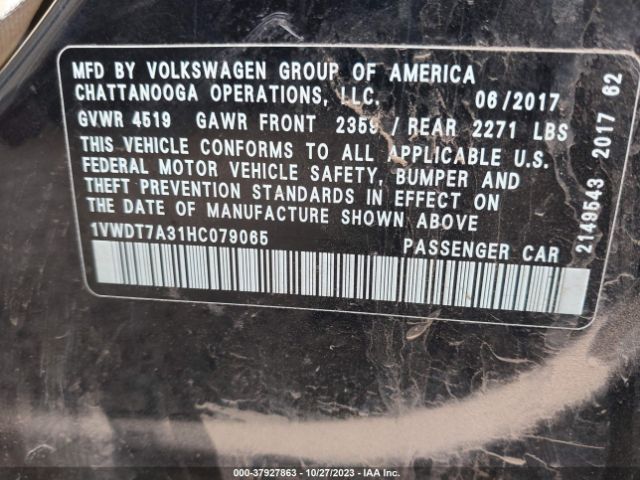 MFD BY VOLKSWAGEN GROUP OF AMERICA
CHATTANOOGA OPERATIONS, LLC. 06/2017
GVWR 4519 GAWR FRONT 2359 / REAR 2271 LBS
THIS VEHICLE CONFORMS TO ALL APPLICABLE U.S.
FEDERAL MOTOR VEHICLE SAFETY, BUMPER AND
THEFT PREVENTION STANDARDS IN EFFECT ON
THE DATE OF MANUFACTURE SHOWN ABOVE
1VWDT7A31HC079065 PASSENGER CAR
2149543 2017 62
000-37927863 - 10/27/2023 - IAA Inc.